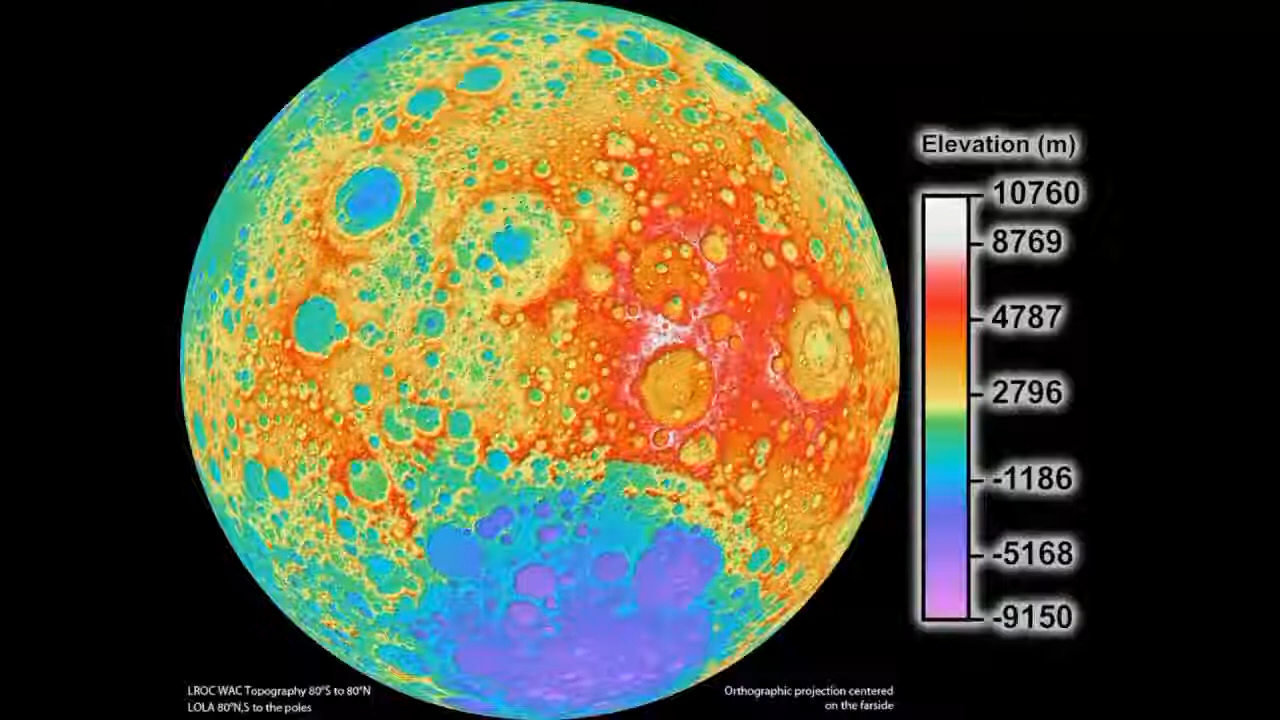 Elevation (m)
10760
8769
4787
2796
-1186
-5168
-9150
LROC WAC Topography 80°S to 80°N
LOLA 80°N,S to the poles
Orthographic projection centered
on the farside